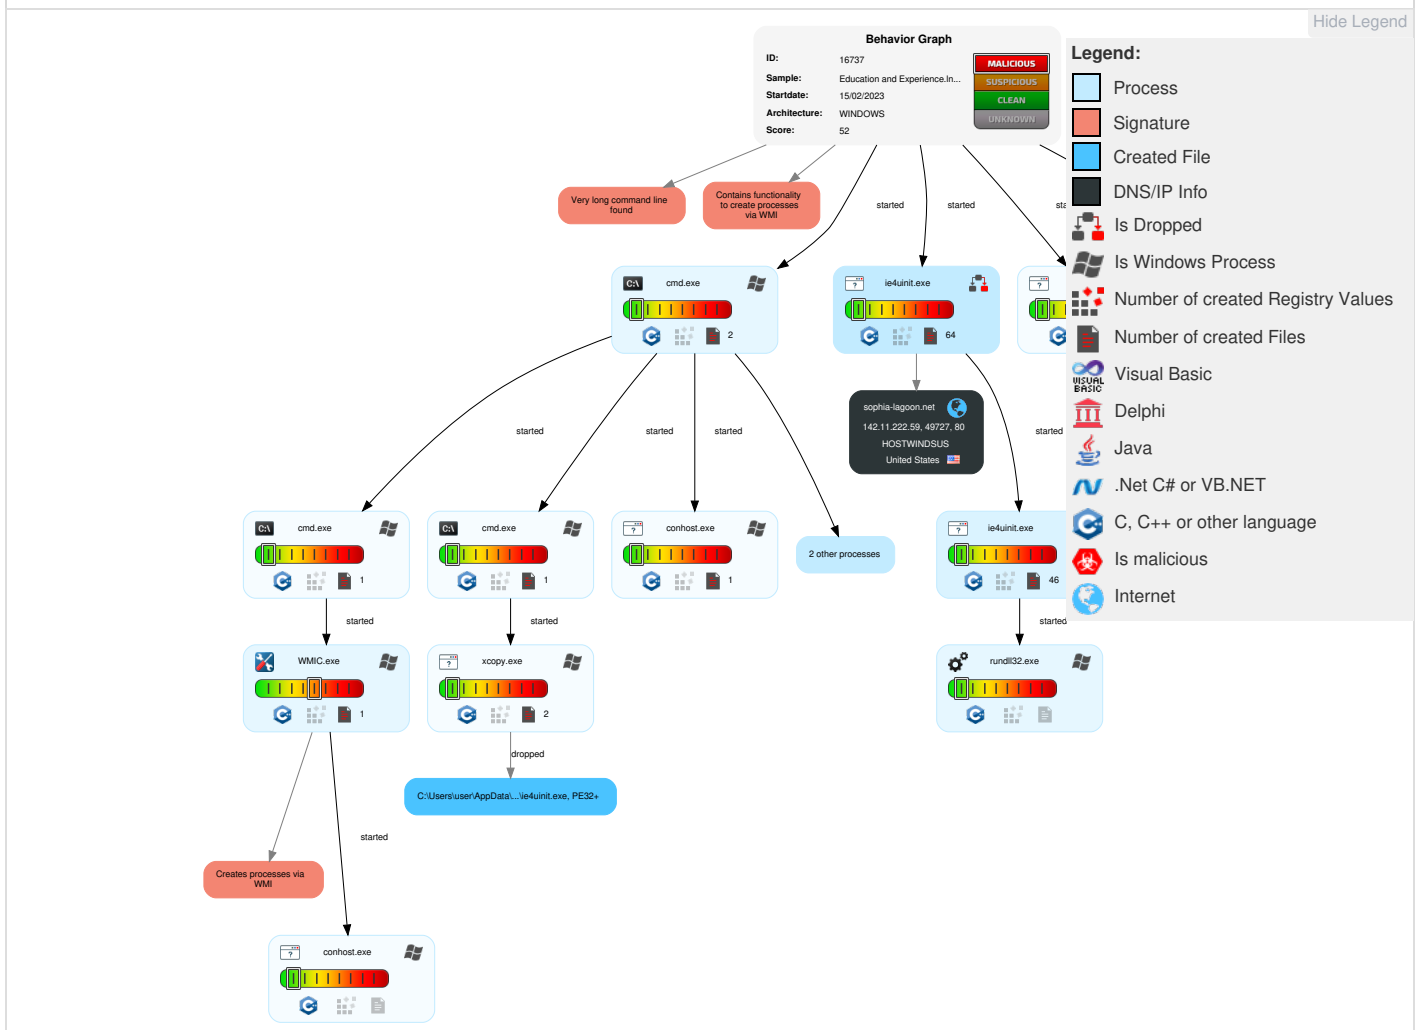 Hide Legend
Behavior Graph
ID: 16737
Sample: Education and Experience.In...
Startdate: 15/02/2023
Architecture: WINDOWS
Score: 52
MALICIOUS
SUSPICIOUS
CLEAN
UNKNOWN
Legend:
Process
Signature
Created File
DNS/IP Info
Is Dropped
Is Windows Process
Number of created Registry Values
Number of created Files
VISUAL
BASIC
Visual Basic
Delphi
Java
.Net C# or VB.NET
C, C++ or other language
Is malicious
Internet
Very long command line
found
Contains functionality
to create processes
via WMI
started
started
sta
C:\
cmd.exe
2
?
ie4uinit.exe
64
?
started
started
started
sophia-lagoon.net
142.11.222.59, 49727, 80
HOSTWINDSUS
United States
started
C:\
cmd.exe
1
C:\
cmd.exe
1
?
conhost.exe
1
2 other processes
?
ie4uinit.exe
46
started
started
started
WMIC.exe
1
?
xcopy.exe
2
rundll32.exe
dropped
C:\Users\user\AppData\...\ie4uinit.exe, PE32+
started
Creates processes via
WMI
?
conhost.exe